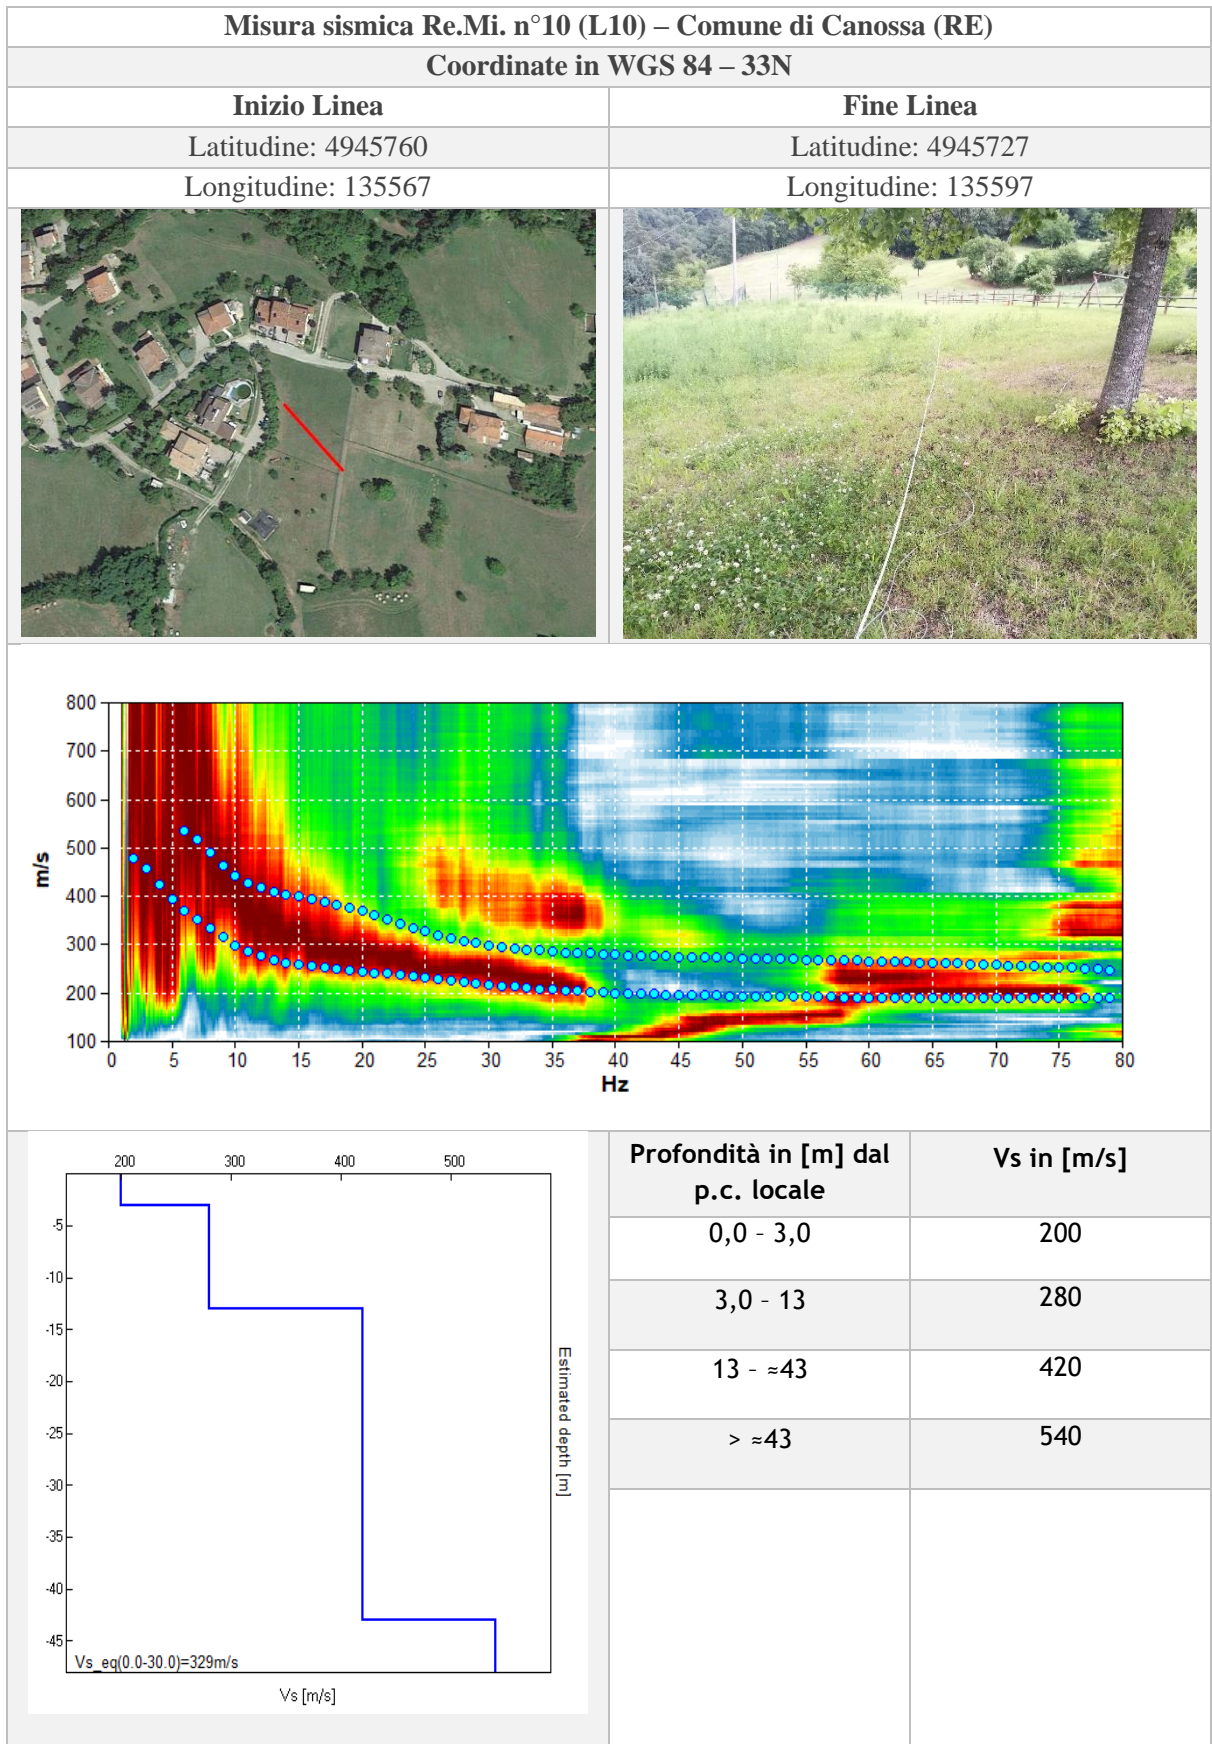 Misura sismica Re.Mi. n°10 (L10) – Comune di Canossa (RE)
Coordinate in WGS 84 – 33N
Inizio Linea
Fine Linea
Latitudine: 4945760
Latitudine: 4945727
Longitudine: 135567
Longitudine: 135597
800
700
600
500
400
300
200
100
m/s
0 5 10 15 20 25 30 35 40 45 50 55 60 65 70 75 80
Hz
200 300 400 500
-5
-10
-15
-20
-25
-30
-35
-40
-45
Estimated depth [m]
Vs_eq(0.0-30.0)=329m/s
Vs [m/s]
Profondità in [m] dal
p.c. locale
Vs in [m/s]
0,0 – 3,0
200
3,0 – 13
280
13 – ≈43
420
> ≈43
540